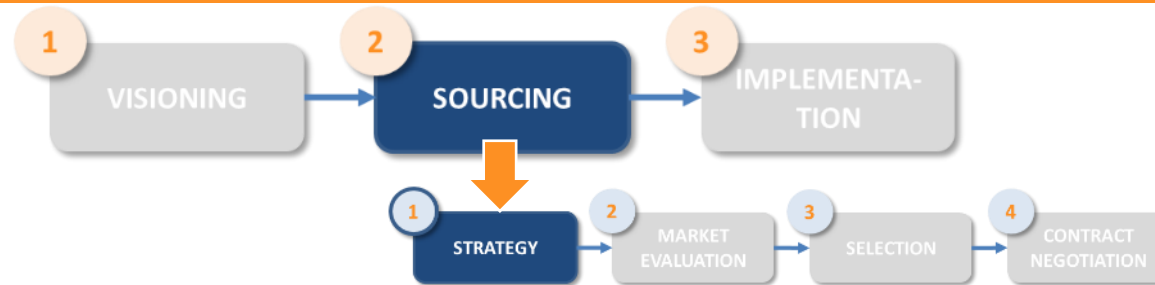 1
VISIONING
2
SOURCING
3
IMPLEMENTA-
TION
1
STRATEGY
2
MARKET
EVALUATION
3
SELECTION
4
CONTRACT
NEGOTIATION